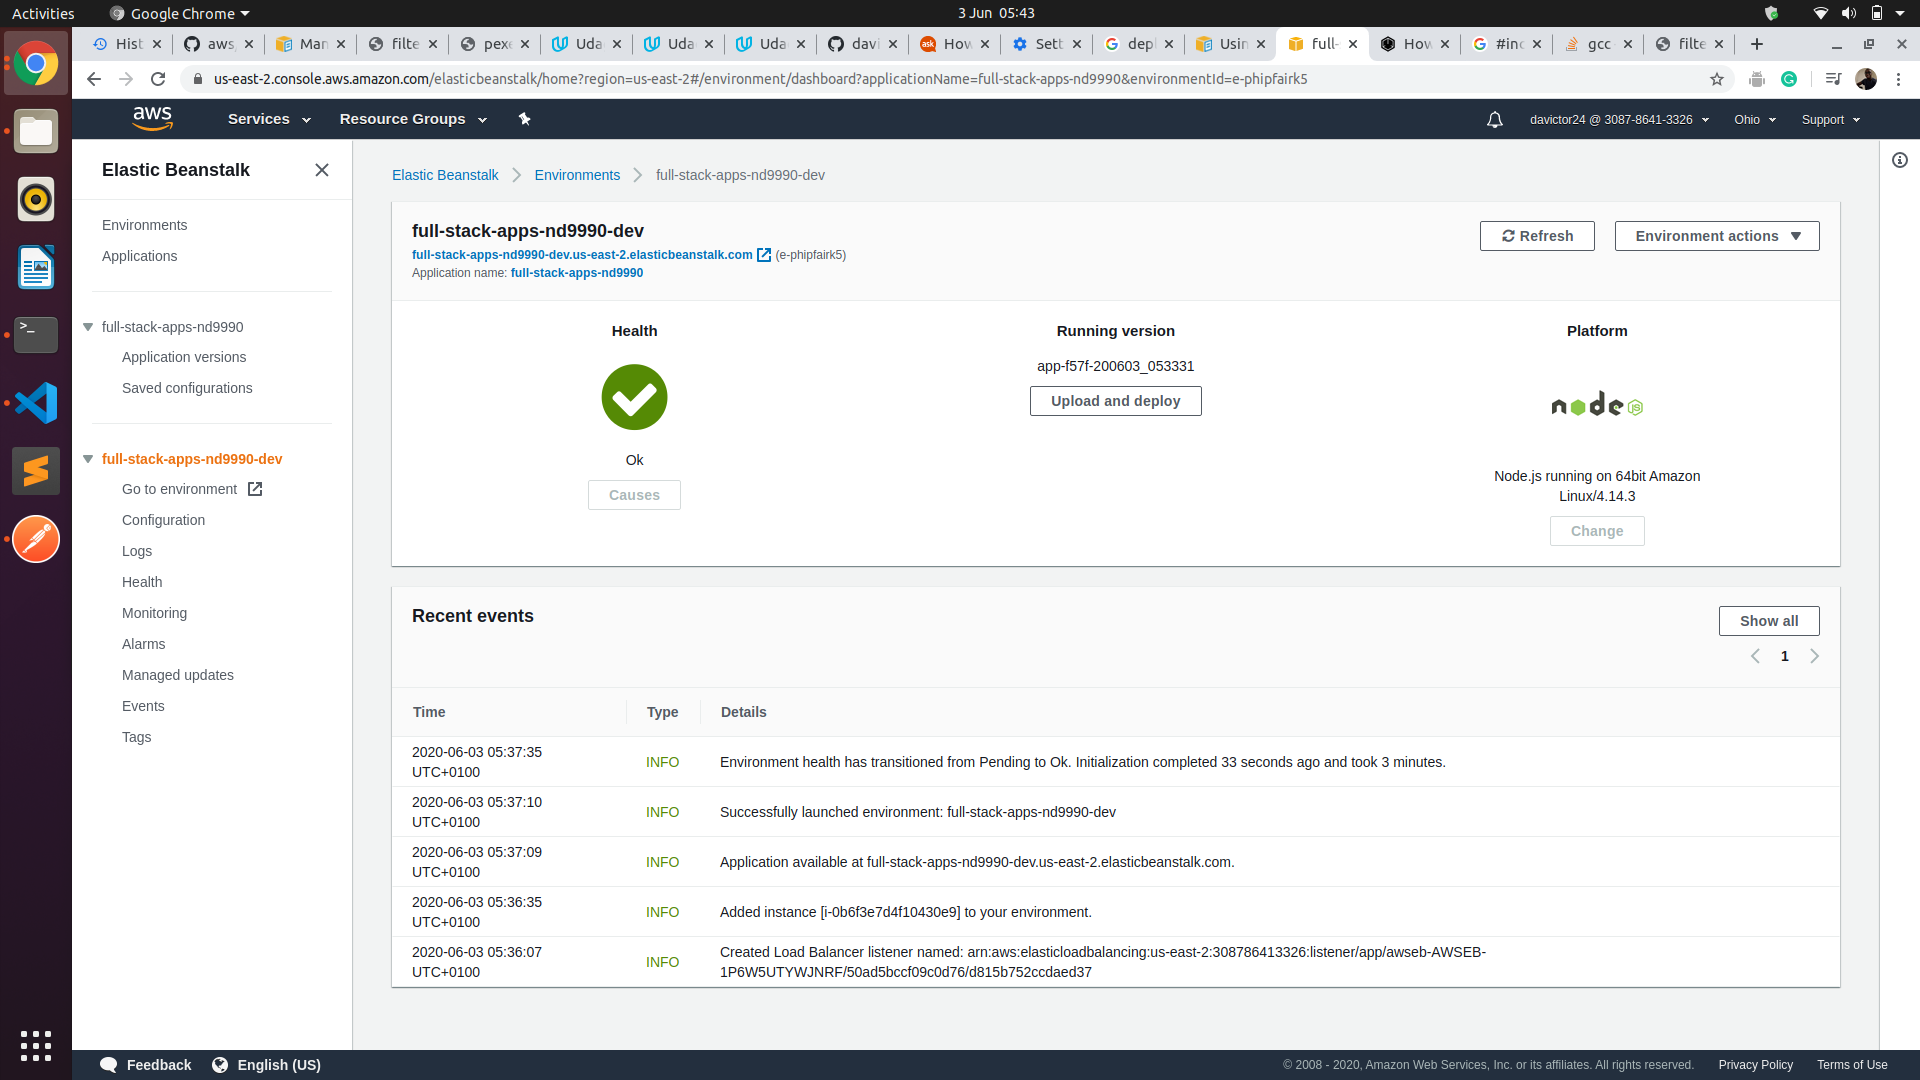 Activities
Google Chrome
3 Jun 05:43
Hist
aws,
Man
filte
pexe
Uda
Uda
Uda
davi
How
Sett
depl
Usin
full-
How
#inc
gcc
filte
us-east-2.console.aws.amazon.com/elasticbeanstalk/home?region=us-east-2#/environment/dashboard?applicationName=full-stack-apps-nd9990&environmentId=e-phipfairk5
aws
Services
Resource Groups
davictor24 @ 3087-8641-3326
Ohio
Support
Elastic Beanstalk
Environments
Applications
full-stack-apps-nd9990
Application versions
Saved configurations
full-stack-apps-nd9990-dev
Go to environment
Configuration
Logs
Health
Monitoring
Alarms
Managed updates
Events
Tags
Elastic Beanstalk
Environments
full-stack-apps-nd9990-dev
full-stack-apps-nd9990-dev
full-stack-apps-nd9990-dev.us-east-2.elasticbeanstalk.com (e-phipfairk5)
Application name: full-stack-apps-nd9990
Refresh
Environment actions
Health
Ok
Causes
Running version
app-f57f-200603_053331
Upload and deploy
Platform
node JS
Node.js running on 64bit Amazon
Linux/4.14.3
Change
Recent events
Show all
1
Time
Type
Details
2020-06-03 05:37:35
UTC+0100
INFO
Environment health has transitioned from Pending to Ok. Initialization completed 33 seconds ago and took 3 minutes.
2020-06-03 05:37:10
UTC+0100
INFO
Successfully launched environment: full-stack-apps-nd9990-dev
2020-06-03 05:37:09
UTC+0100
INFO
Application available at full-stack-apps-nd9990-dev.us-east-2.elasticbeanstalk.com.
2020-06-03 05:36:35
UTC+0100
INFO
Added instance [i-0b6f3e7d4f10430e9] to your environment.
2020-06-03 05:36:07
UTC+0100
INFO
Created Load Balancer listener named: arn:aws:elasticloadbalancing:us-east-2:308786413326:listener/app/awseb-AWSEB-
1P6W5UTYWJNRF/50ad5bccf09c0d76/d815b752ccdaed37
Feedback
English (US)
© 2008 - 2020, Amazon Web Services, Inc. or its affiliates. All rights reserved.
Privacy Policy
Terms of Use